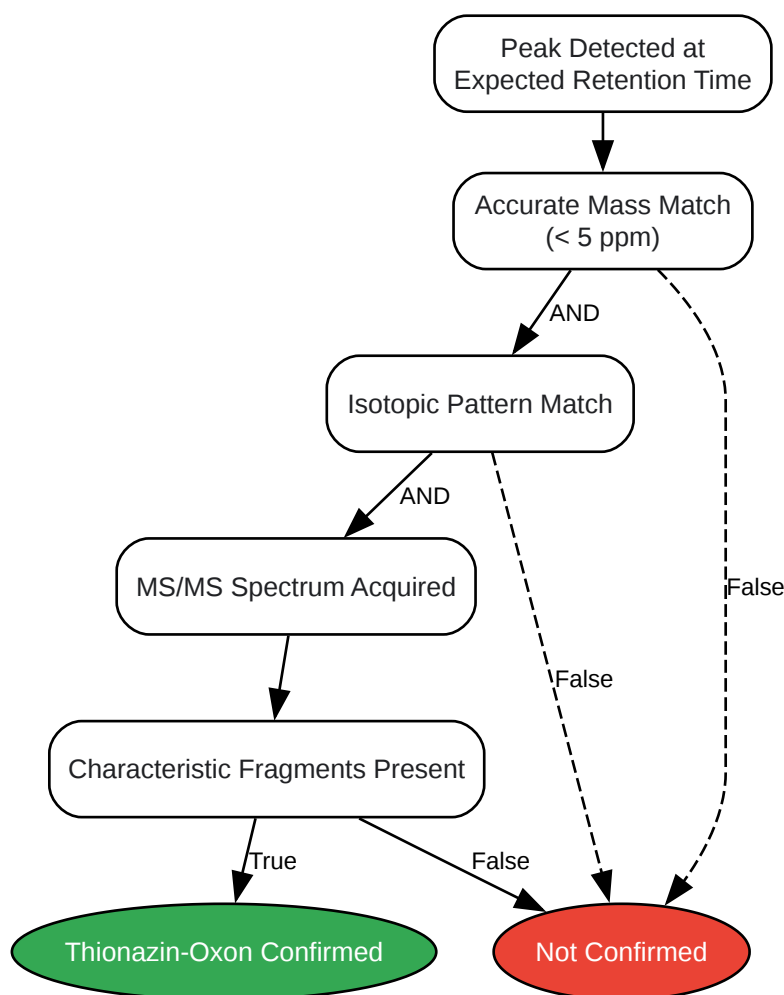 Peak Detected at
Expected Retention Time
Accurate Mass Match
(< 5 ppm)
AND
Isotopic Pattern Match
AND
MS/MS Spectrum Acquired
False
False
Characteristic Fragments Present
True
False
Thionazin-Oxon Confirmed
Not Confirmed